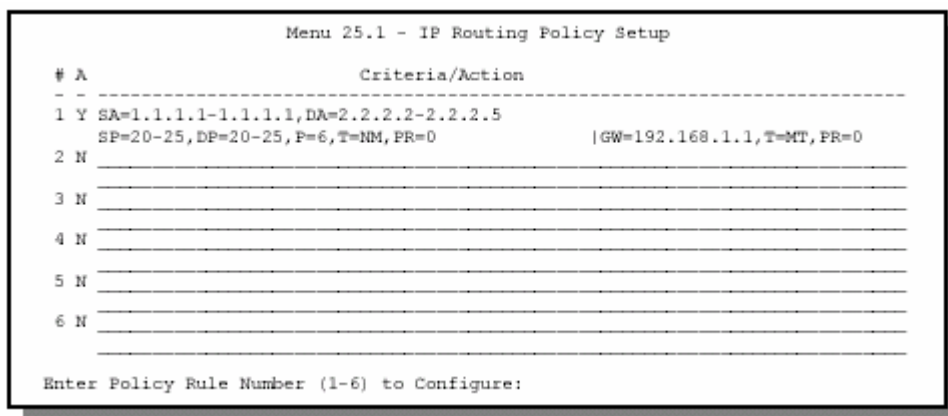 Menu 25.1 - IP Routing Policy Setup
# A Criteria/Action
- - --------------------------------------------------------------------------
1 Y SA=1.1.1.1-1.1.1.1,DA=2.2.2.2-2.2.2.5
SP=20-25,DP=20-25,P=6,T=NM,PR=0 |GW=192.168.1.1,T=MT,PR=0
2 N
3 N
4 N
5 N
6 N
Enter Policy Rule Number (1-6) to Configure: